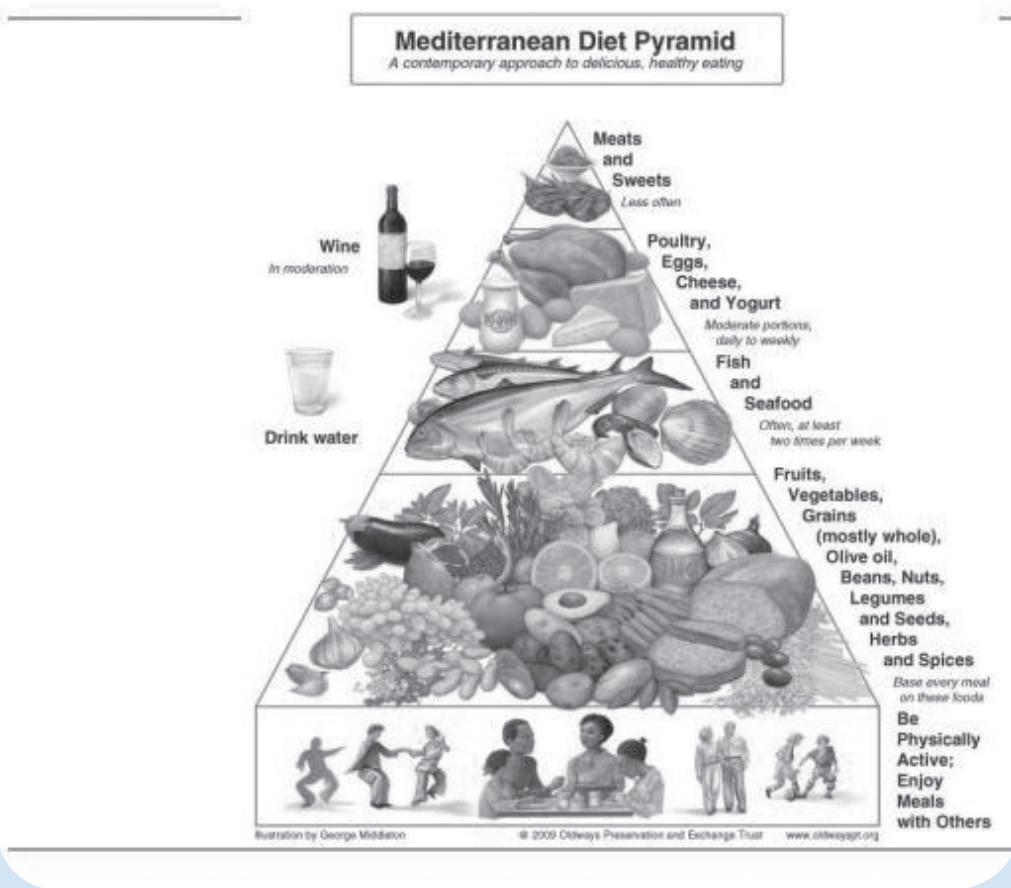 Mediterranean Diet Pyramid
A contemporary approach to delicious, healthy eating
Meats
and
Sweets
Less often
Wine
In moderation
Poultry,
Eggs,
Cheese,
and Yogurt
Moderate portions,
daily to weekly
Drink water
Fish
and
Seafood
Often, at least
two times per week
Fruits,
Vegetables,
Grains
(mostly whole),
Olive oil,
Beans, Nuts,
Legumes
and Seeds,
Herbs
and Spices
Base every meal
on these foods
Be
Physically
Active;
Enjoy
Meals
with Others
Illustration by George Middleton
© 2009 Oldways Preservation and Exchange Trust
www.oldwayspt.org